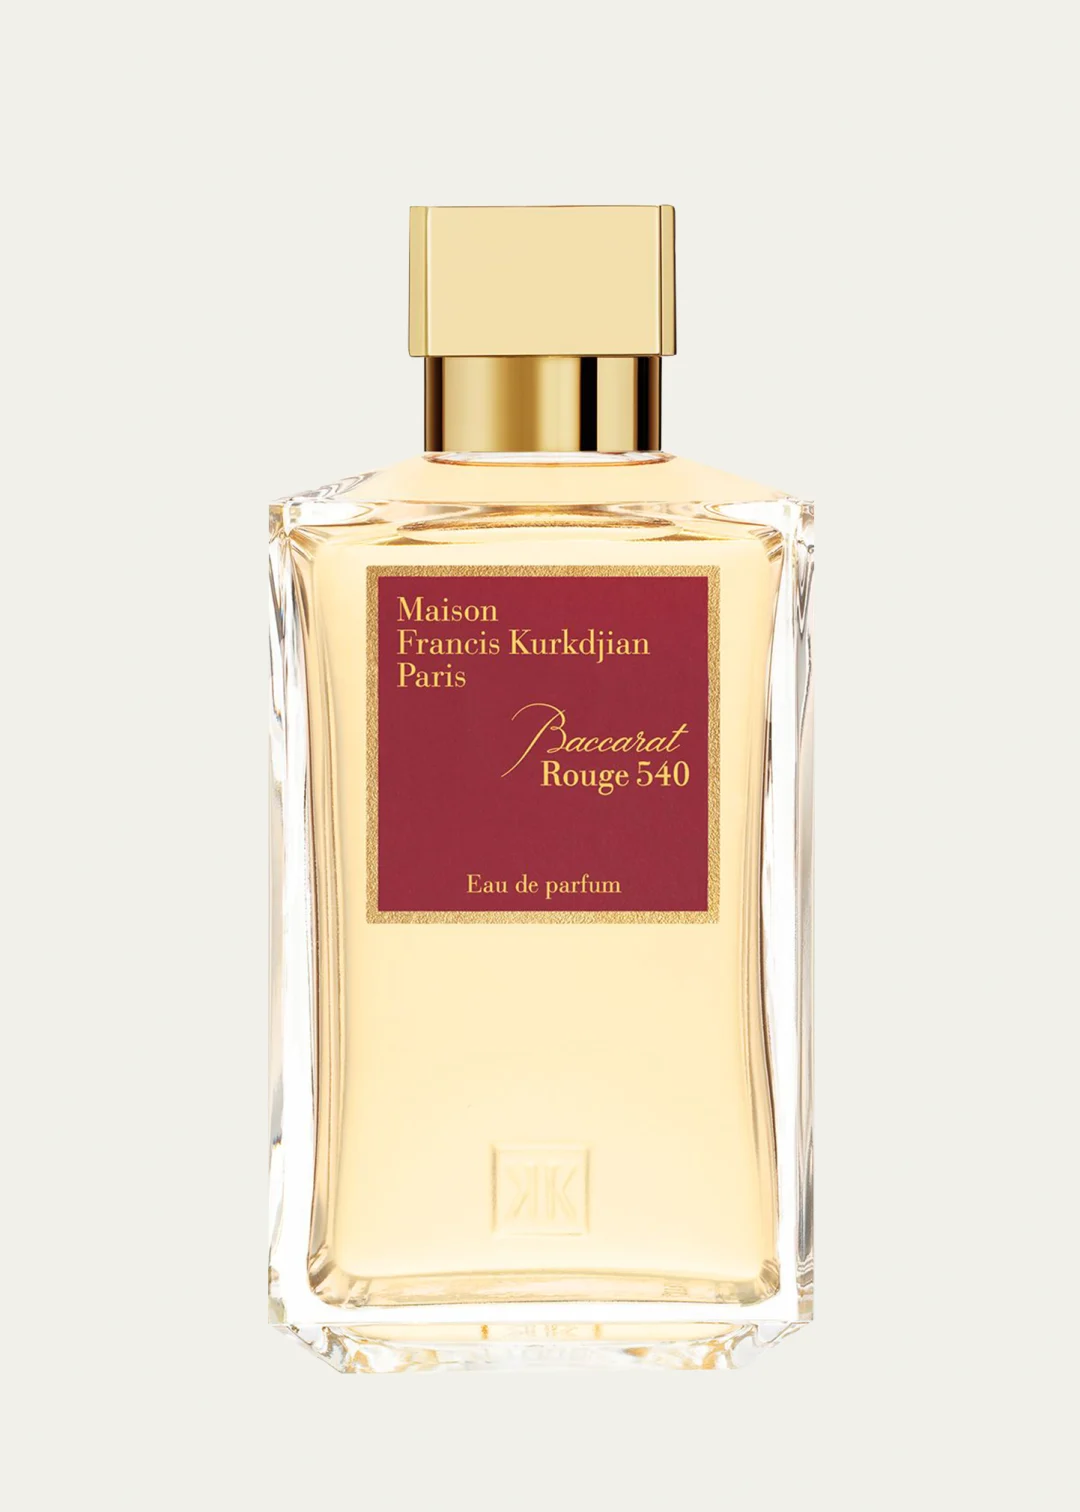 Maison
Francis Kurkdjian
Paris
Baccarat
Rouge 540
Eau de parfum